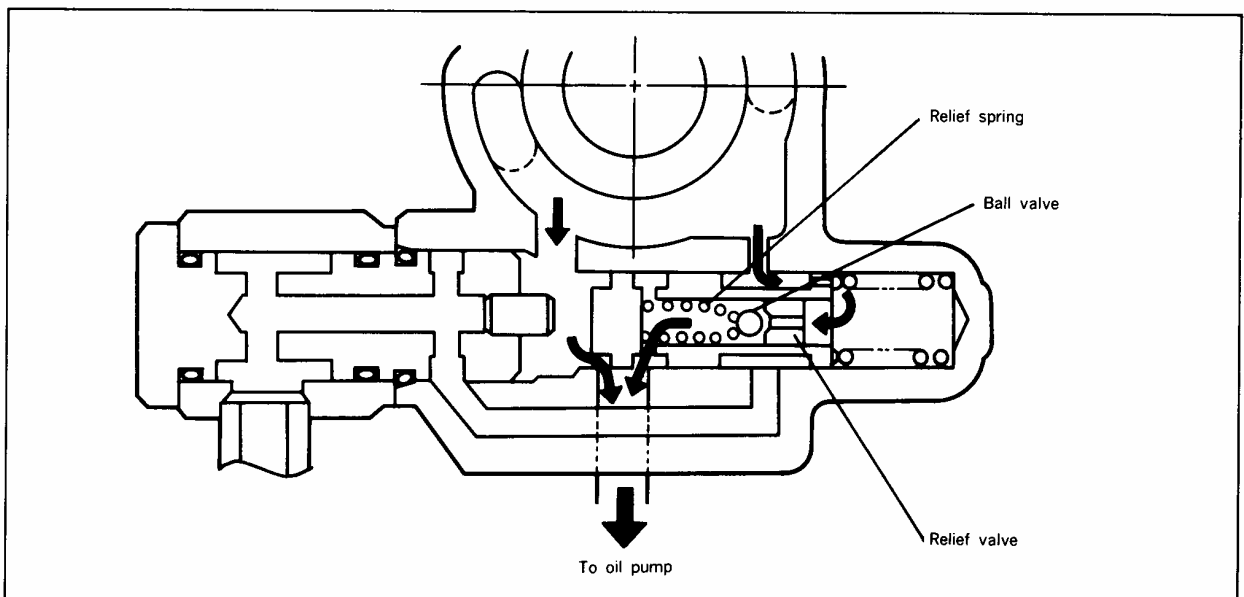 Relief spring
Ball valve
Relief valve
To oil pump